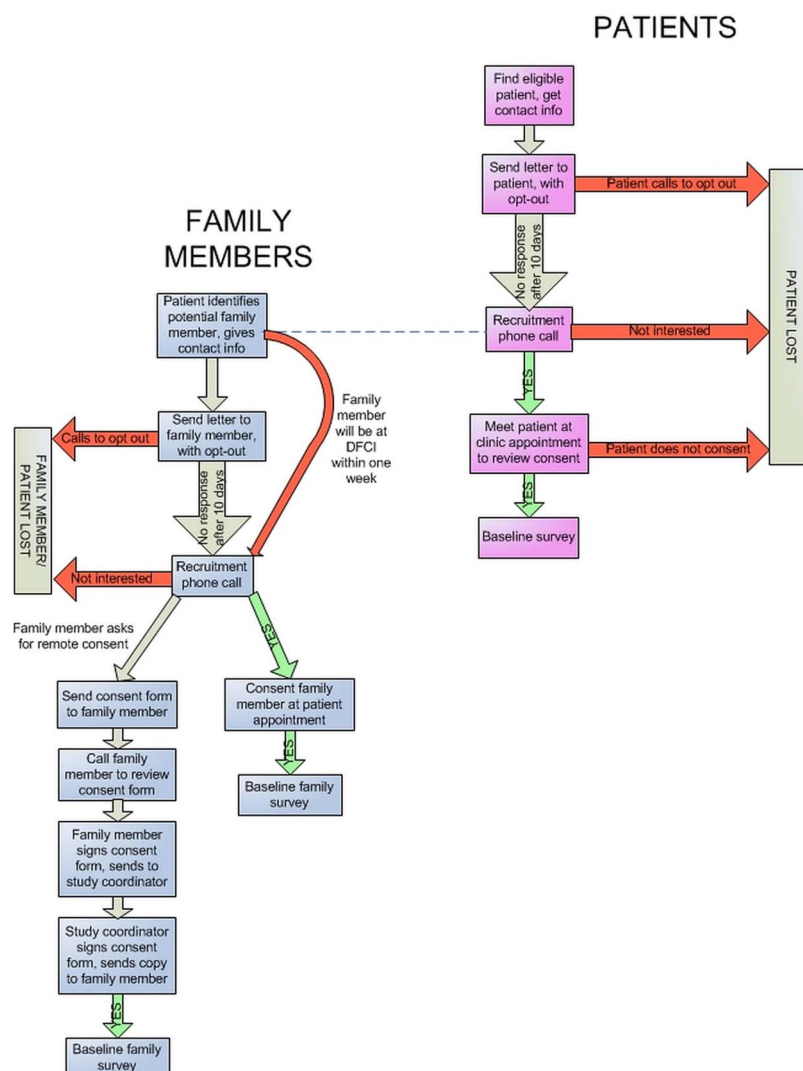 PATIENTS
Find eligible
patient, get
contact info
Send letter to
patient, with
opt-out
Patient calls to opt out
No response
after 10 days
Recruitment
phone call
Not interested
PATIENT LOST
YES
Meet patient at
clinic appointment
to review consent
Patient does not consent
YES
Baseline survey
FAMILY
MEMBERS
Patient identifies
potential family
member, gives
contact info
Family
member
will be at
DFCI
within one
week
Send letter to
family member,
with opt-out
Calls to opt out
FAMILY MEMBER/
PATIENT LOST
No response
after 10 days
Recruitment
phone call
Not interested
Family member asks
for remote consent
YES
Send consent form
to family member
Consent family
member at patient
appointment
YES
Call family
member to review
consent form
Baseline family
survey
Family member
signs consent
form, sends to
study coordinator
Study coordinator
signs consent
form, sends copy
to family member
YES
Baseline family
survey